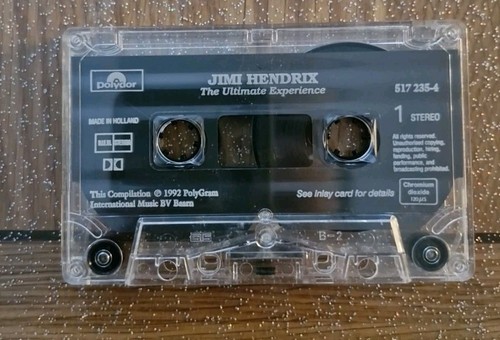 polydor
JIMI HENDRIX
The Ultimate Experience
517 235-4
MADE IN HOLLAND
1 STEREO
All rights reserved.
Unauthorised copying,
reproduction, hiring,
lending, public
performance, and
broadcasting prohibited.
This Compilation ℗ 1992 PolyGram
International Music BV Baarn
See inlay card for details
Chromium
dioxide